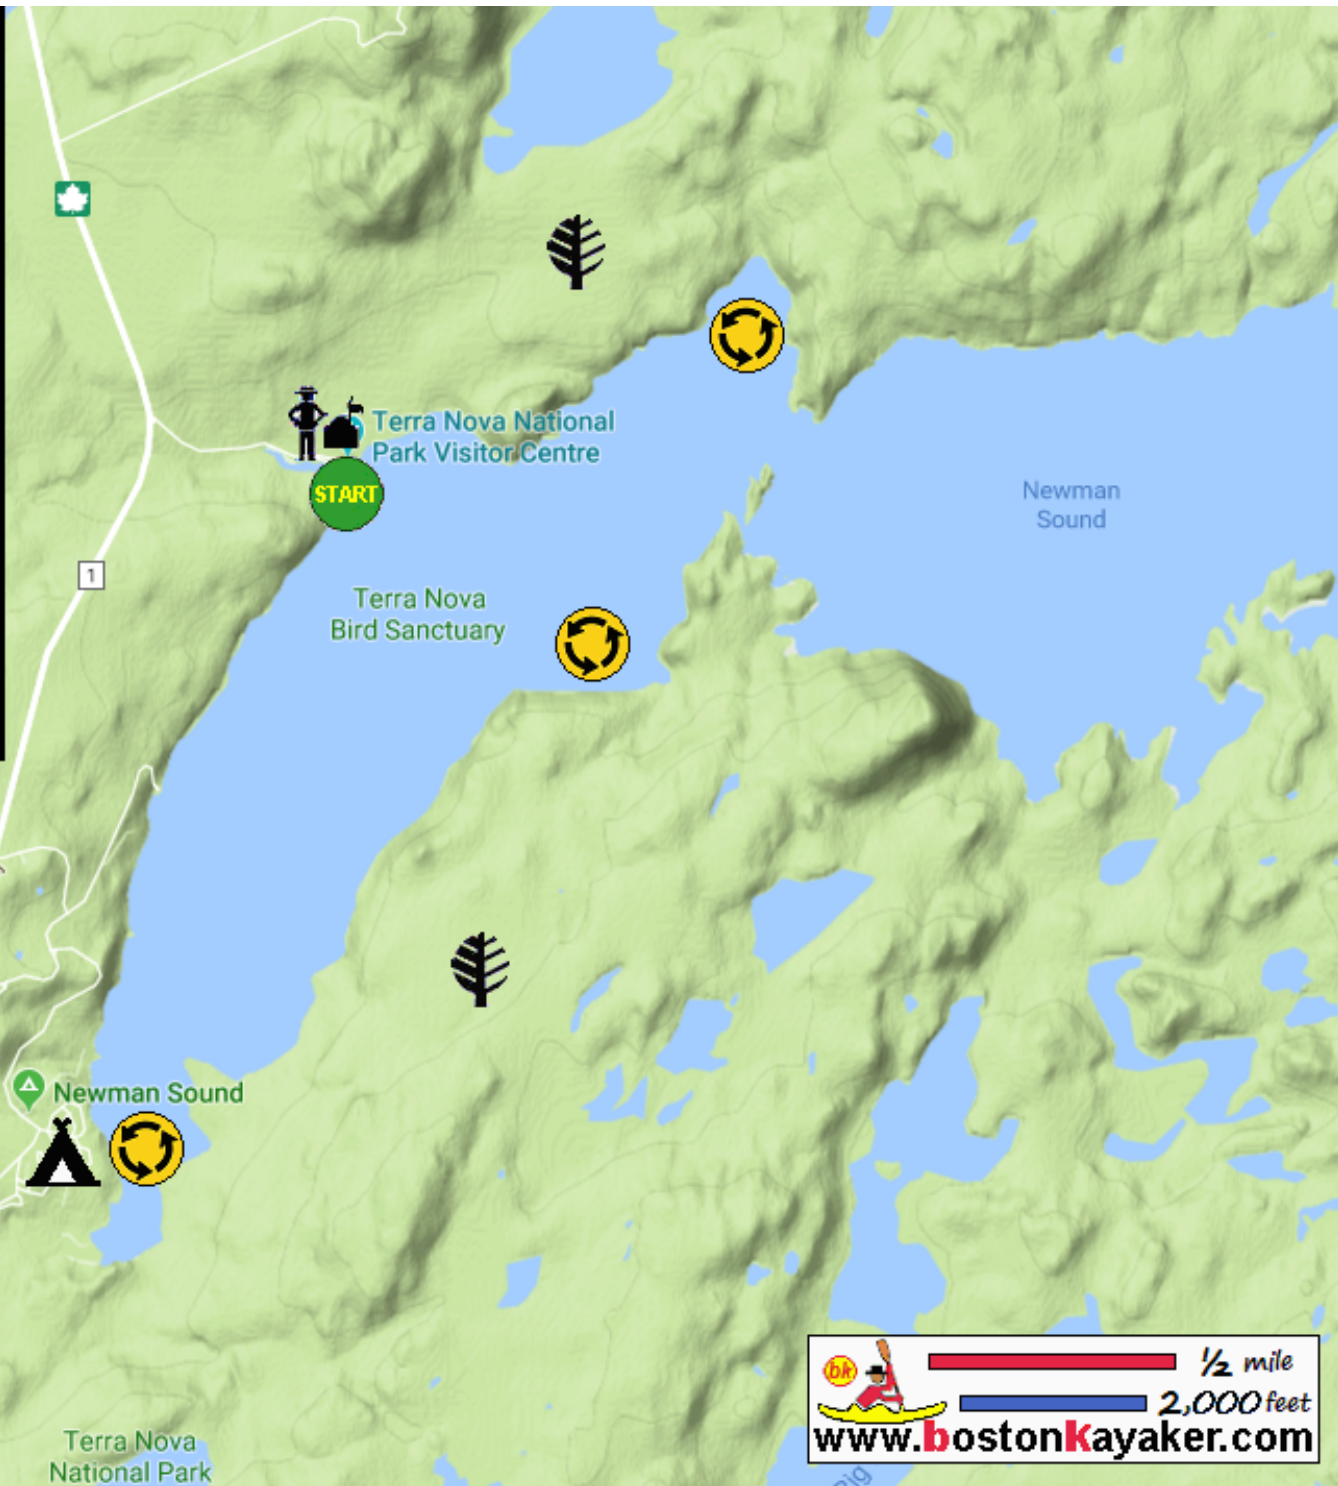 Terra Nova National
Park Visitor Centre
START
Newman
Sound
1
Terra Nova
Bird Sanctuary
Newman Sound
bk
1/2 mile
2,000 feet
www.bostonkayaker.com
Terra Nova
National Park
Big